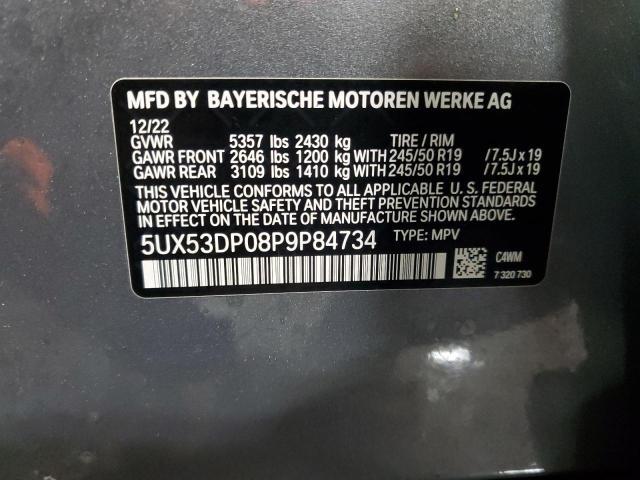 MFD BY BAYERISCHE MOTOREN WERKE AG
12/22
GVWR 5357 lbs 2430 kg TIRE / RIM
GAWR FRONT 2646 lbs 1200 kg WITH 245/50 R19 /7.5J x 19
GAWR REAR 3109 lbs 1410 kg WITH 245/50 R19 /7.5J x 19
THIS VEHICLE CONFORMS TO ALL APPLICABLE U. S. FEDERAL
MOTOR VEHICLE SAFETY AND THEFT PREVENTION STANDARDS
IN EFFECT ON THE DATE OF MANUFACTURE SHOWN ABOVE.
5UX53DP08P9P84734 TYPE: MPV
C4WM
7 320 730